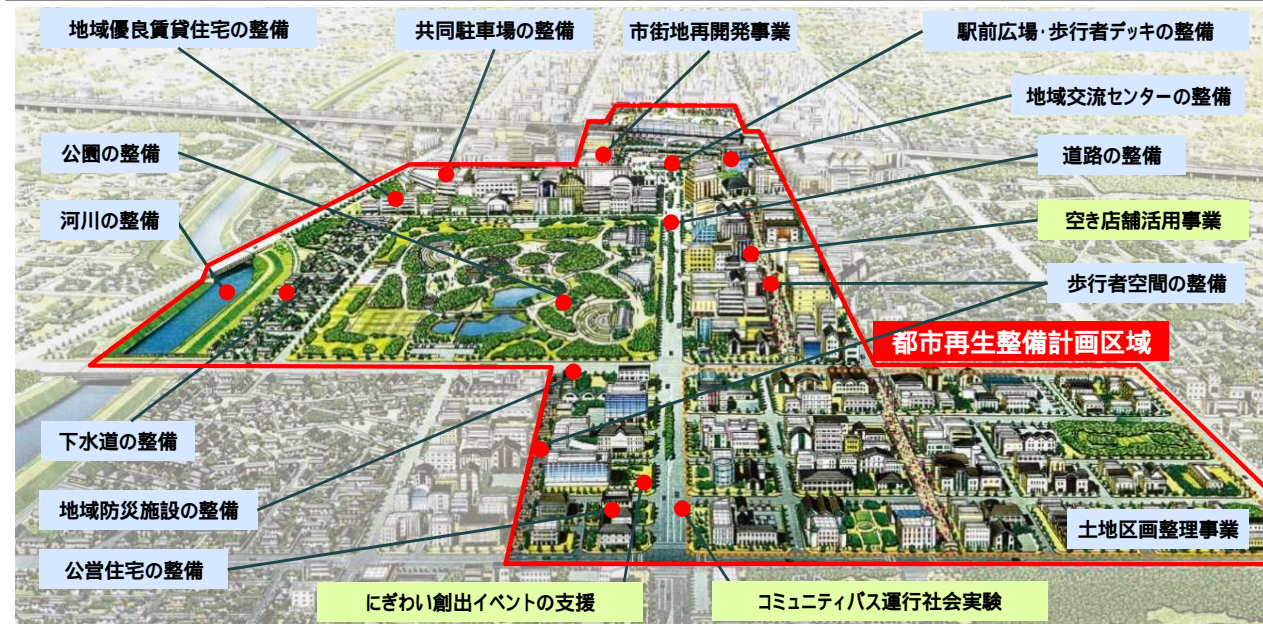 地域優良賃貸住宅の整備
共同駐車場の整備
市街地再開発事業
駅前広場・歩行者デッキの整備
地域交流センターの整備
公園の整備
道路の整備
河川の整備
空き店舗活用事業
歩行者空間の整備
都市再生整備計画区域
下水道の整備
地域防災施設の整備
土地区画整理事業
公営住宅の整備
にぎわい創出イベントの支援
コミュニティバス運行社会実験